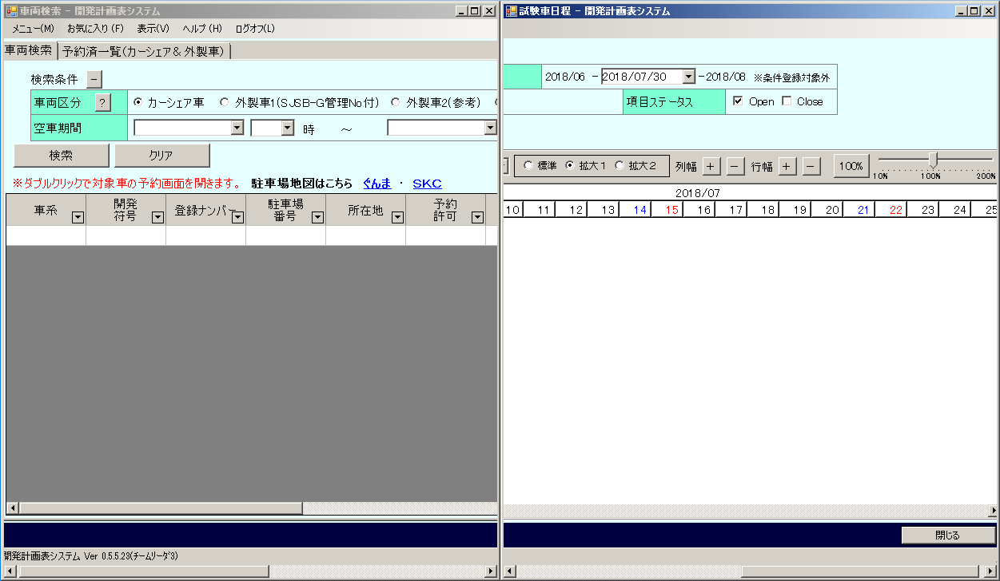 車両検索 − 開発計画表システム
メニュー(M) お気に入り(F) 表示(V) ヘルプ(H) ログオフ(L)
車両検索 予約済一覧(カーシェア＆外製車)
検索条件 −
車両区分 ? カーシェア車 外製車1(SJSB-G管理No付) 外製車2(参考)
空車期間 時 ～
検索 クリア
※ダブルクリックで対象車の予約画面を開きます。 駐車場地図はこちら ぐんま ・ SKC
車系 開発符号 登録ナンバー 駐車場番号 所在地 予約許可
開発計画表システム Ver 0.5.5.23(チームリーダ3)
試験車日程 − 開発計画表システム
2018/06 − 2018/07/30 −2018/08 ※条件登録対象外
項目ステータス Open Close
標準 拡大1 拡大2 列幅 + − 行幅 + − 100% 10% 100% 200%
2018/07
10 11 12 13 14 15 16 17 18 19 20 21 22 23 24 25
閉じる